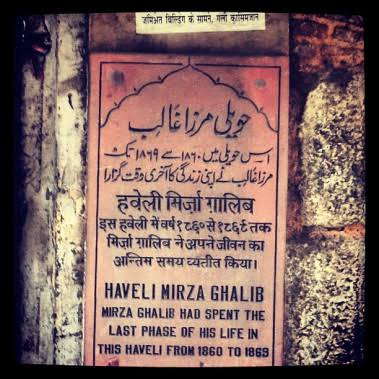 जमिअत बिल्डिंग के सामने, गली क़ासिमजान
حویلی مرزا غالب
اس حویلی میں ۱۸۶۰ سے ۱۸۶۹ تک
مرزا غالب نے اپنی زندگی کا آخری وقت گزارا
हवेली मिर्ज़ा ग़ालिब
इस हवेली में वर्ष १८६० से १८६९ तक
मिर्ज़ा ग़ालिब ने अपने जीवन का
अन्तिम समय व्यतीत किया।
HAVELI MIRZA GHALIB
MIRZA GHALIB HAD SPENT THE
LAST PHASE OF HIS LIFE IN
THIS HAVELI FROM 1860 TO 1869